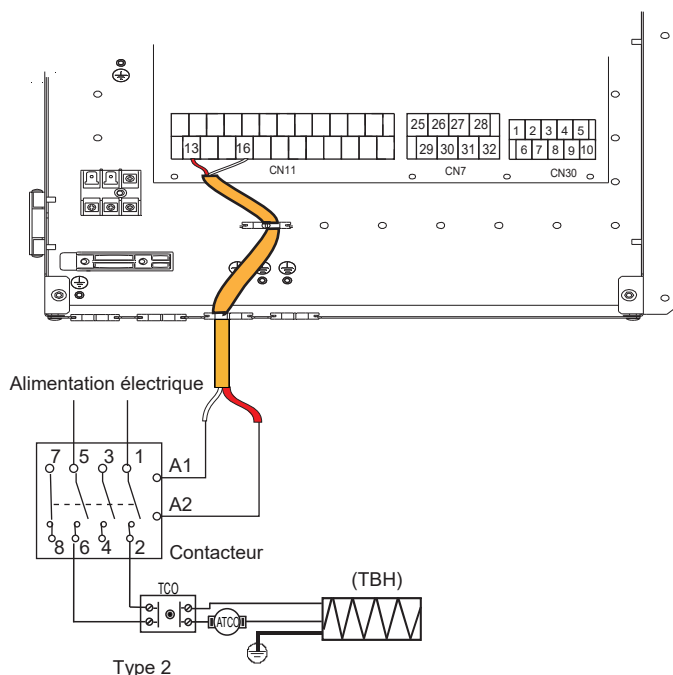 25 26 27 28
1 2 3 4 5
13 16
29 30 31 32
6 7 8 9 10
CN11
CN7
CN30
Alimentation électrique
7 5 3 1
A1
A2
8 6 4 2
Contacteur
TCO
(TBH)
ATCO
Type 2